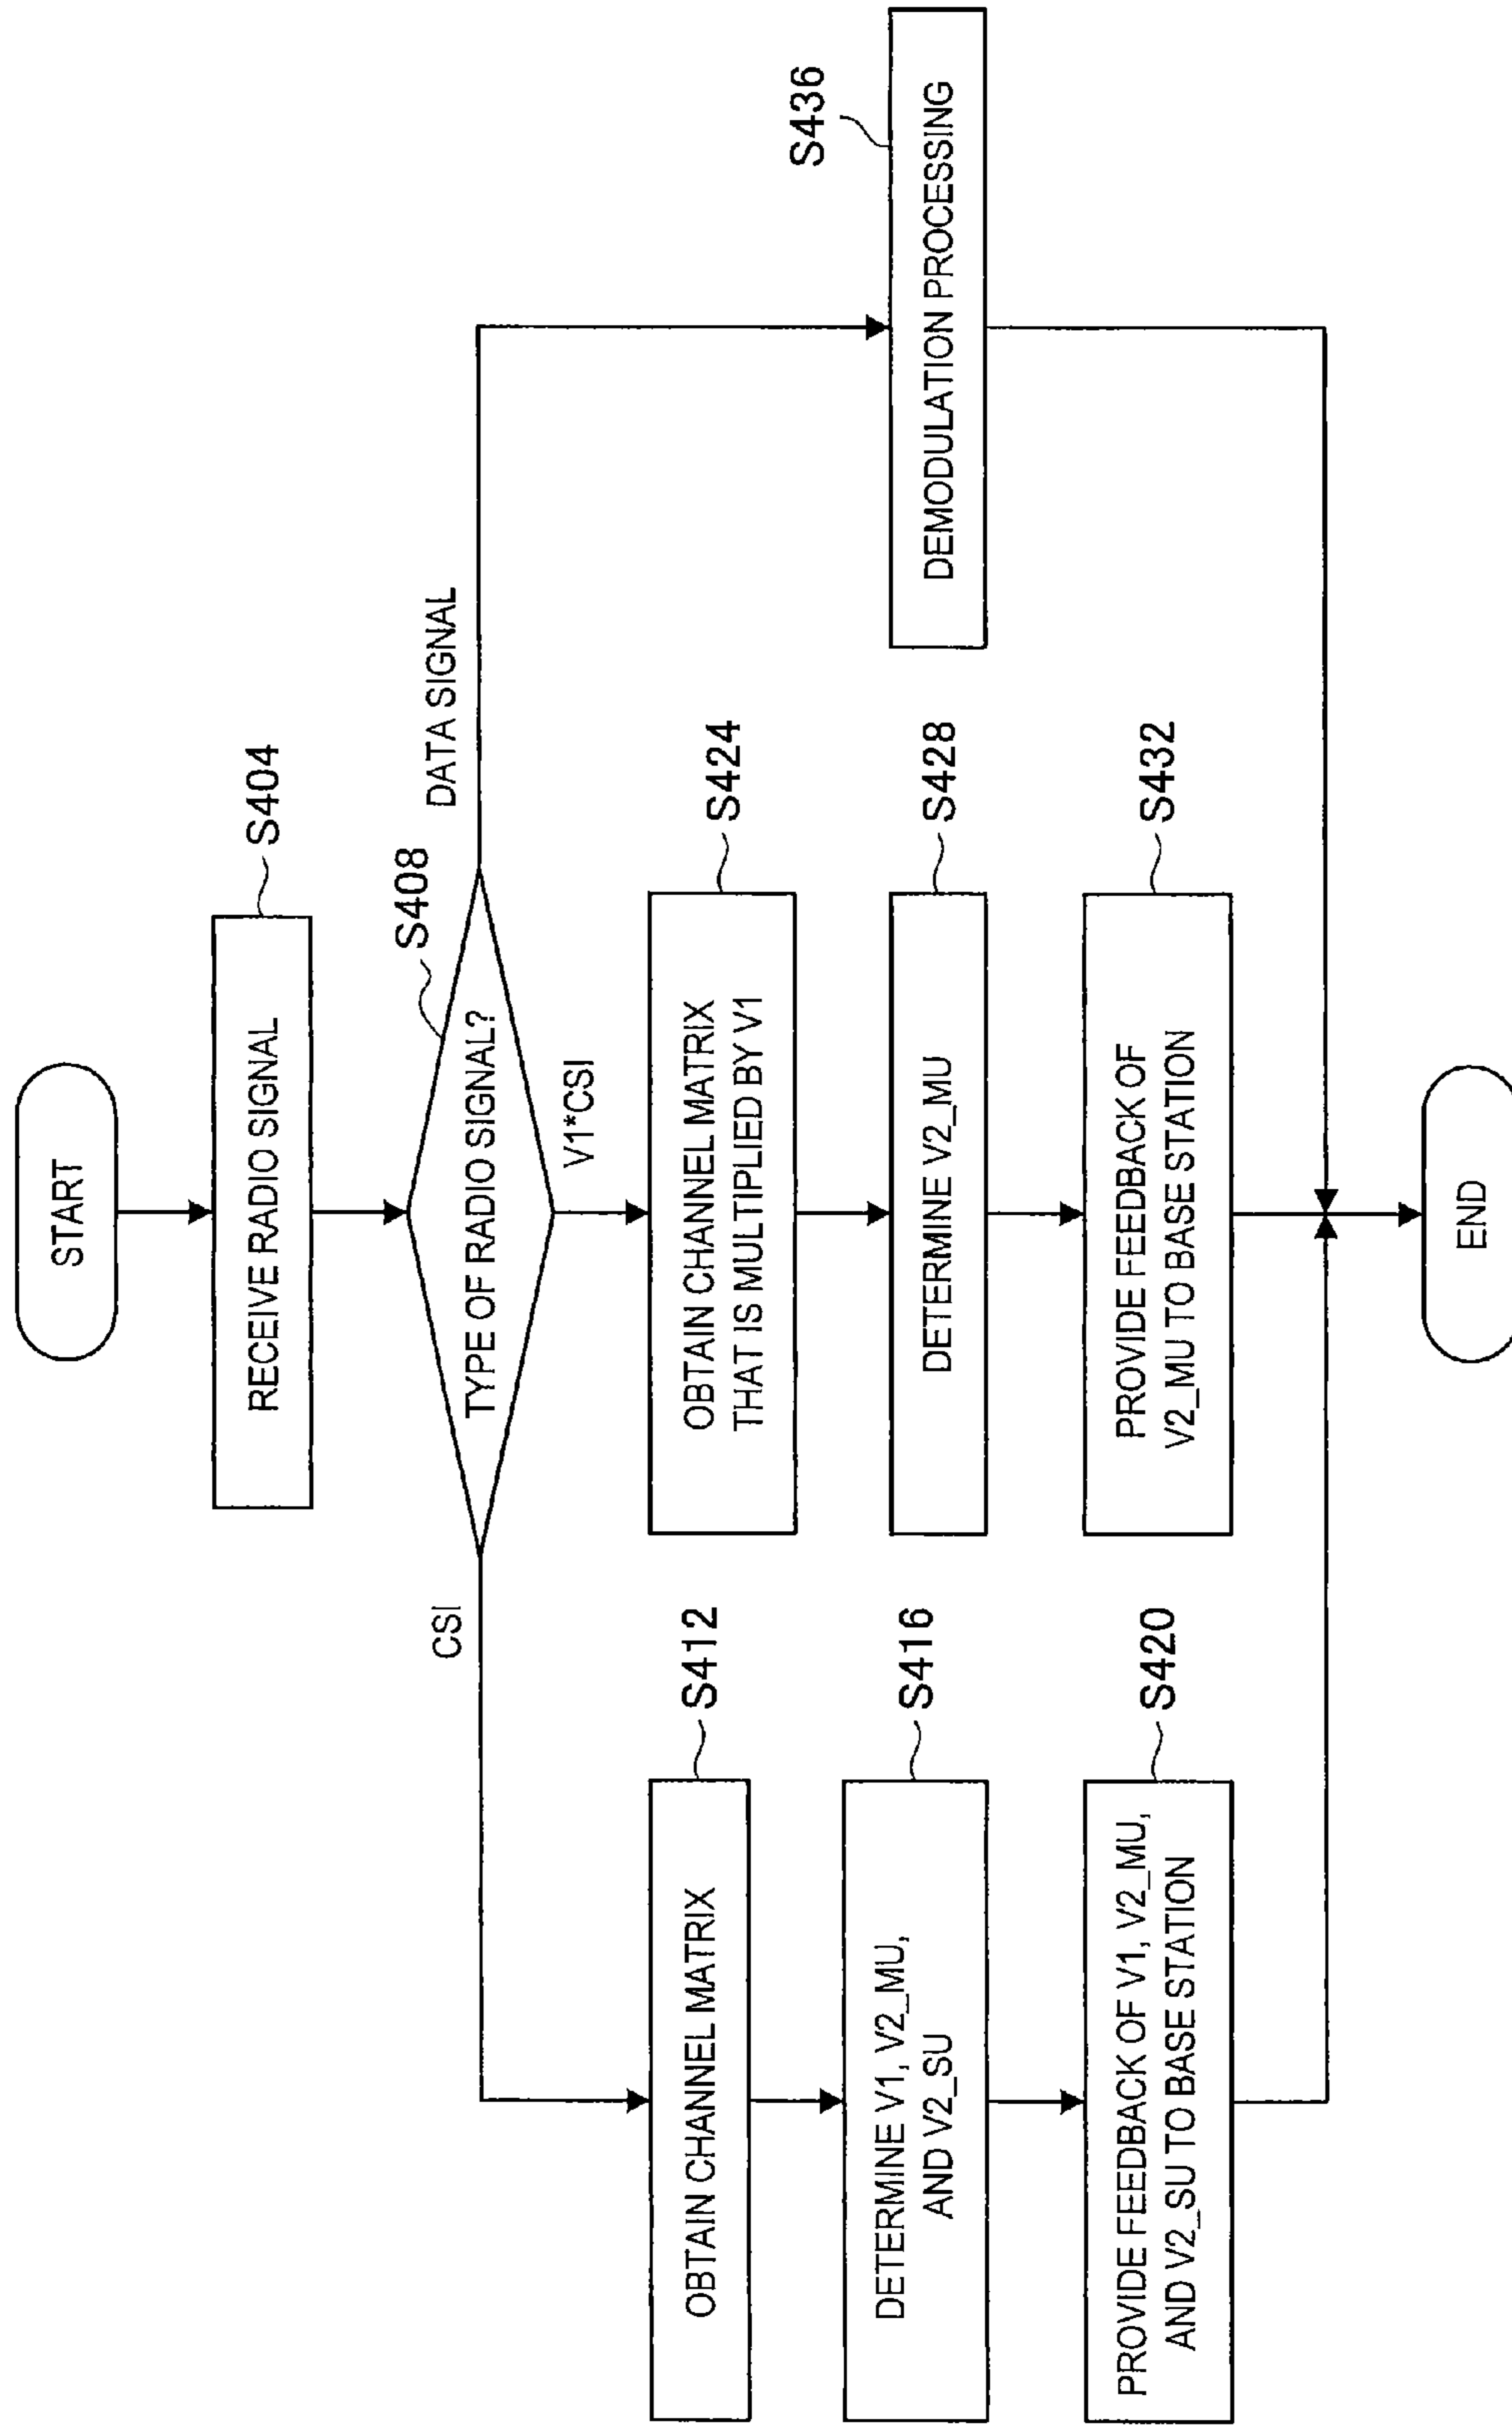 START
RECEIVE RADIO SIGNAL
S404
TYPE OF RADIO SIGNAL?
S408
CSI
V1*CSI
DATA SIGNAL
OBTAIN CHANNEL MATRIX
S412
DETERMINE V1, V2_MU,
AND V2_SU
S416
PROVIDE FEEDBACK OF V1, V2_MU,
AND V2_SU TO BASE STATION
S420
OBTAIN CHANNEL MATRIX
THAT IS MULTIPLIED BY V1
S424
DETERMINE V2_MU
S428
PROVIDE FEEDBACK OF
V2_MU TO BASE STATION
S432
DEMODULATION PROCESSING
S436
END